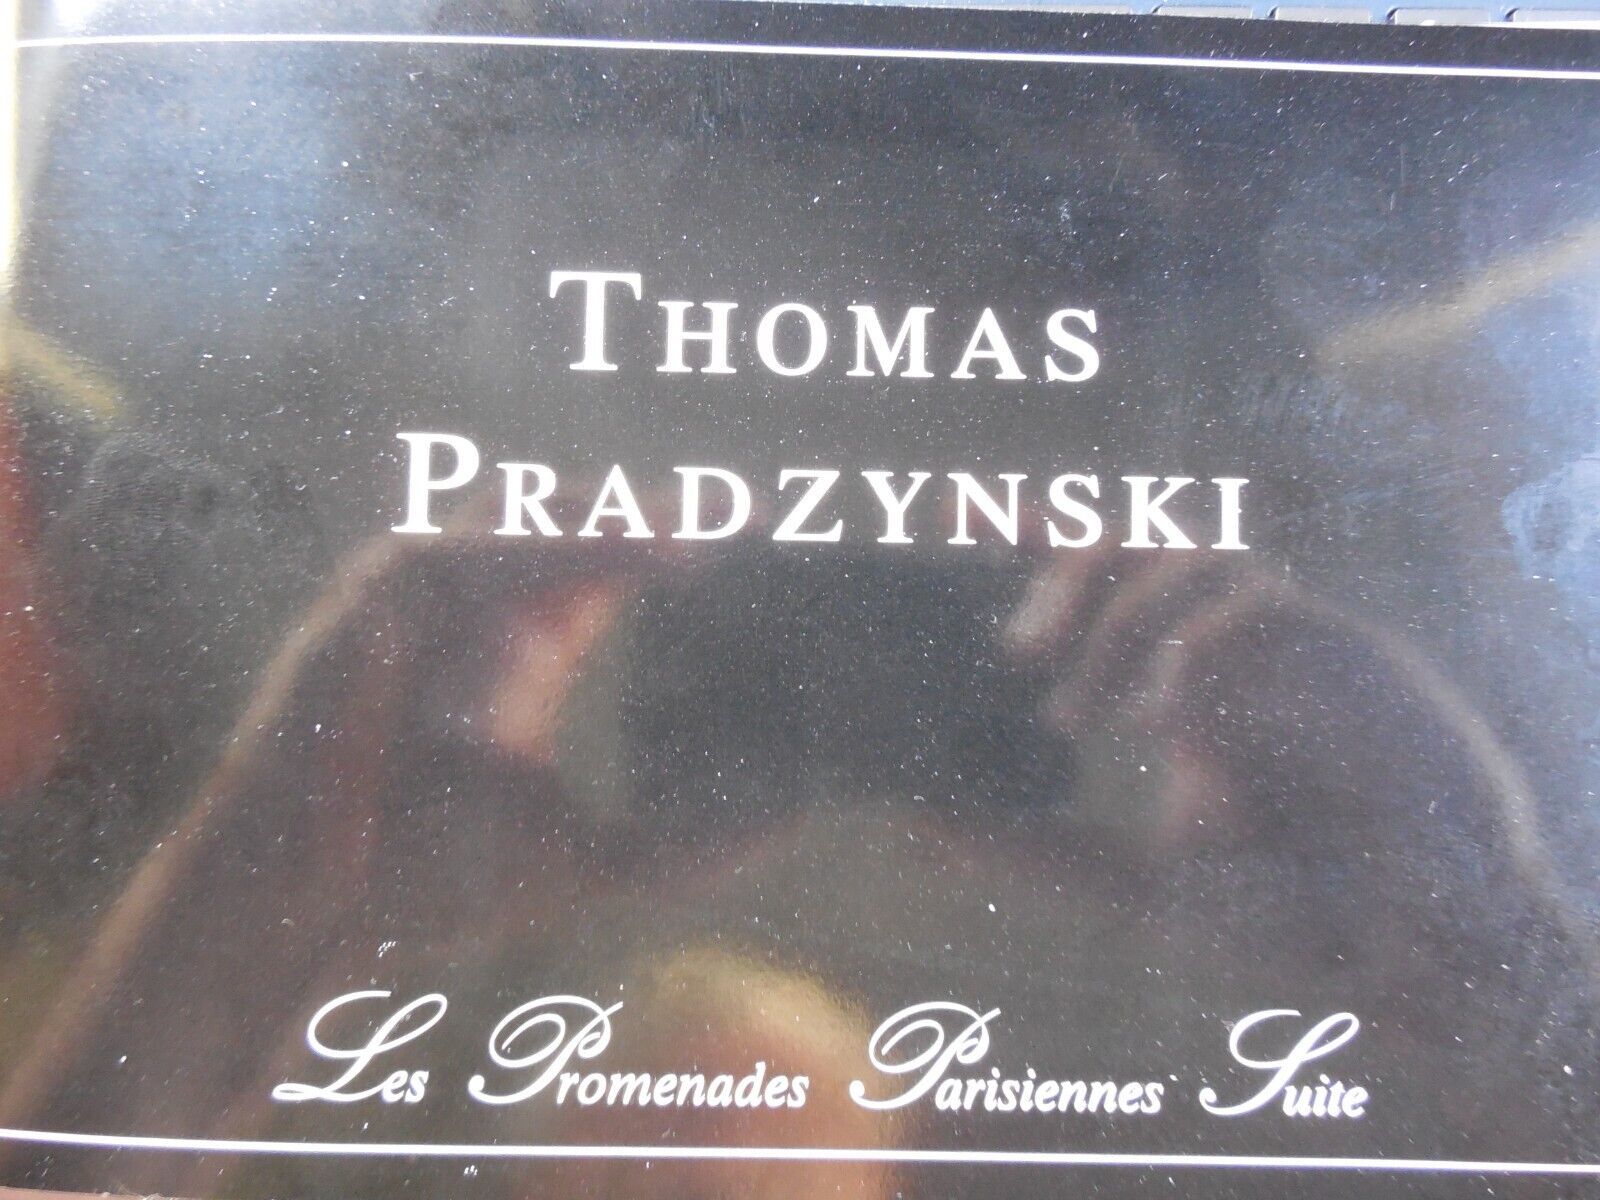 THOMAS
PRADZYNSKI
Les Promenades Parisiennes Suite